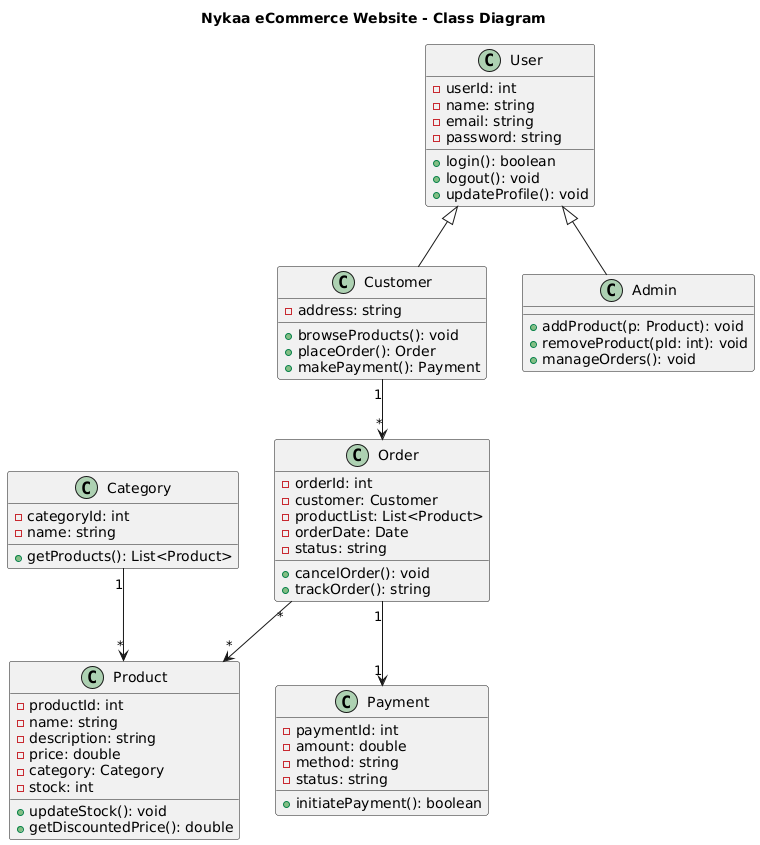 Nykaa eCommerce Website - Class Diagram
C User
userId: int
name: string
email: string
password: string
login(): boolean
logout(): void
updateProfile(): void
C Customer
address: string
browseProducts(): void
placeOrder(): Order
makePayment(): Payment
C Admin
addProduct(p: Product): void
removeProduct(pId: int): void
manageOrders(): void
1
*
C Category
categoryId: int
name: string
getProducts(): List<Product>
C Order
orderId: int
customer: Customer
productList: List<Product>
orderDate: Date
status: string
cancelOrder(): void
trackOrder(): string
1
*
*
*
1
1
C Product
productId: int
name: string
description: string
price: double
category: Category
stock: int
updateStock(): void
getDiscountedPrice(): double
C Payment
paymentId: int
amount: double
method: string
status: string
initiatePayment(): boolean